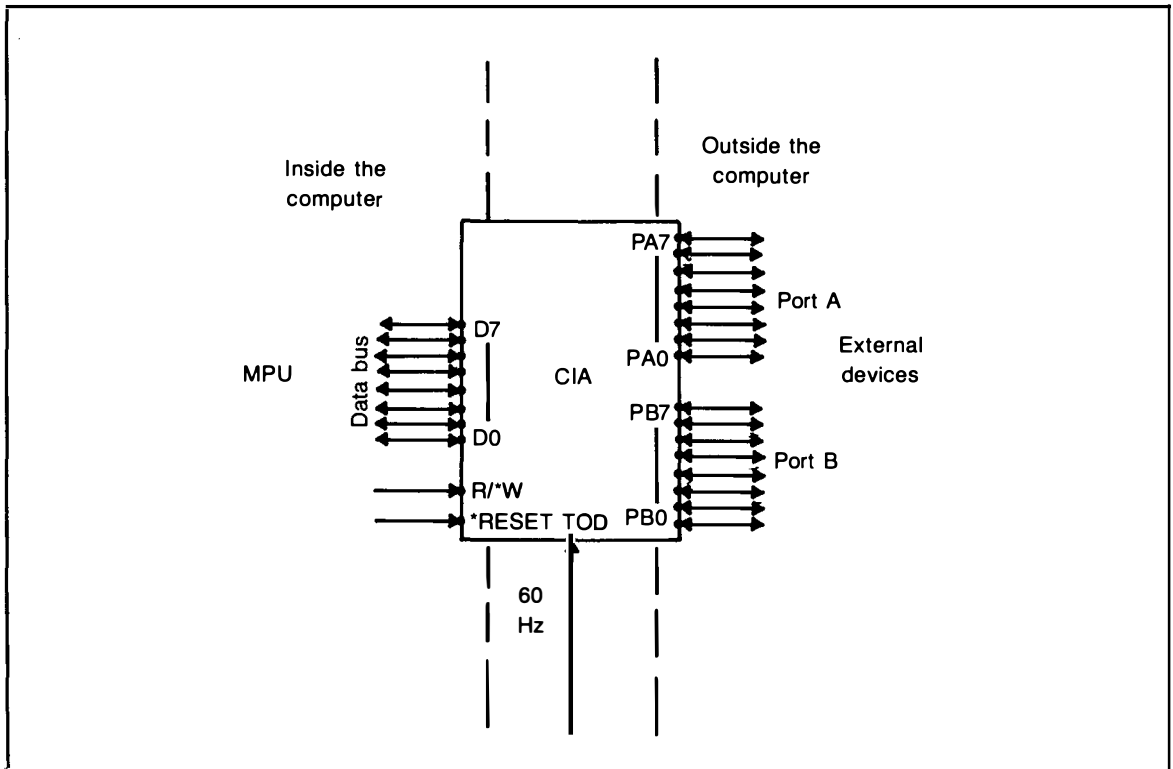 Inside the
computer
Outside the
computer
PA7
Port A
PA0
External
devices
D7
Data bus
MPU
CIA
D0
PB7
Port B
R/*W
*RESET TOD
PB0
60
Hz